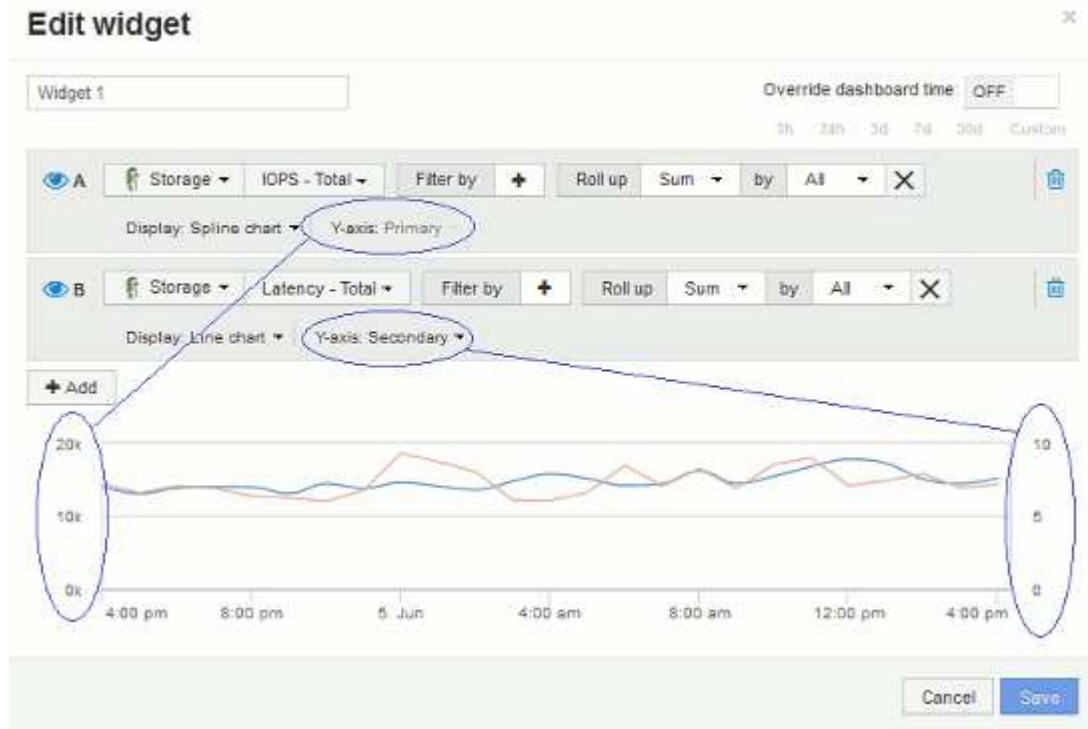 Edit widget
Widget 1
Override dashboard time OFF
3h 24h 3d 7d 30d Custom
A Storage IOPS - Total Filter by + Roll up Sum by All X
Display: Spline chart Y-axis: Primary
B Storage Latency - Total Filter by + Roll up Sum by All X
Display: Line chart Y-axis: Secondary
+ Add
20k 10
10k 5
0k 0
4:00 pm 8:00 pm 5. Jun 4:00 am 8:00 am 12:00 pm 4:00 pm
Cancel Save